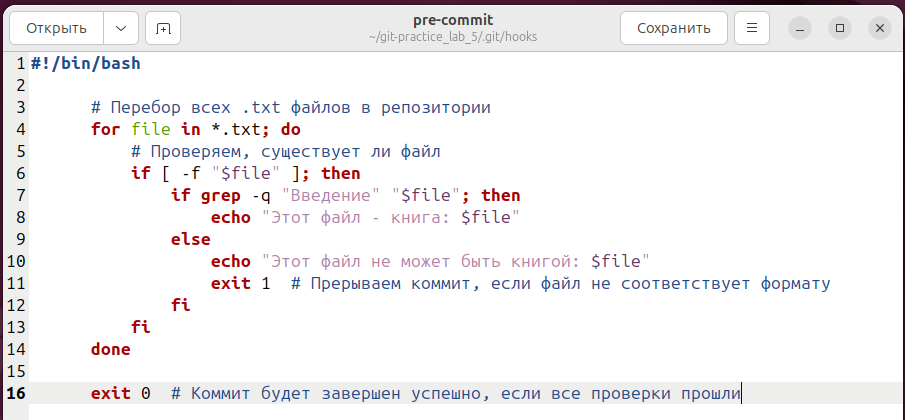 Открыть
pre-commit
~/git-practice_lab_5/.git/hooks
Сохранить
1 #!/bin/bash
2
3 # Перебор всех .txt файлов в репозитории
4 for file in *.txt; do
5 # Проверяем, существует ли файл
6 if [ -f "$file" ]; then
7 if grep -q "Введение" "$file"; then
8 echo "Этот файл - книга: $file"
9 else
10 echo "Этот файл не может быть книгой: $file"
11 exit 1  # Прерываем коммит, если файл не соответствует формату
12 fi
13 fi
14 done
15
16 exit 0  # Коммит будет завершен успешно, если все проверки прошли